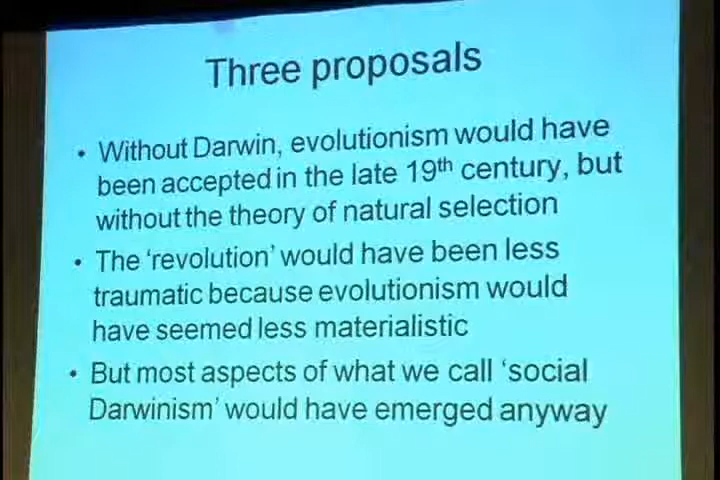 Three proposals
• Without Darwin, evolutionism would have
been accepted in the late 19th century, but
without the theory of natural selection
• The ‘revolution’ would have been less
traumatic because evolutionism would
have seemed less materialistic
• But most aspects of what we call ‘social
Darwinism’ would have emerged anyway